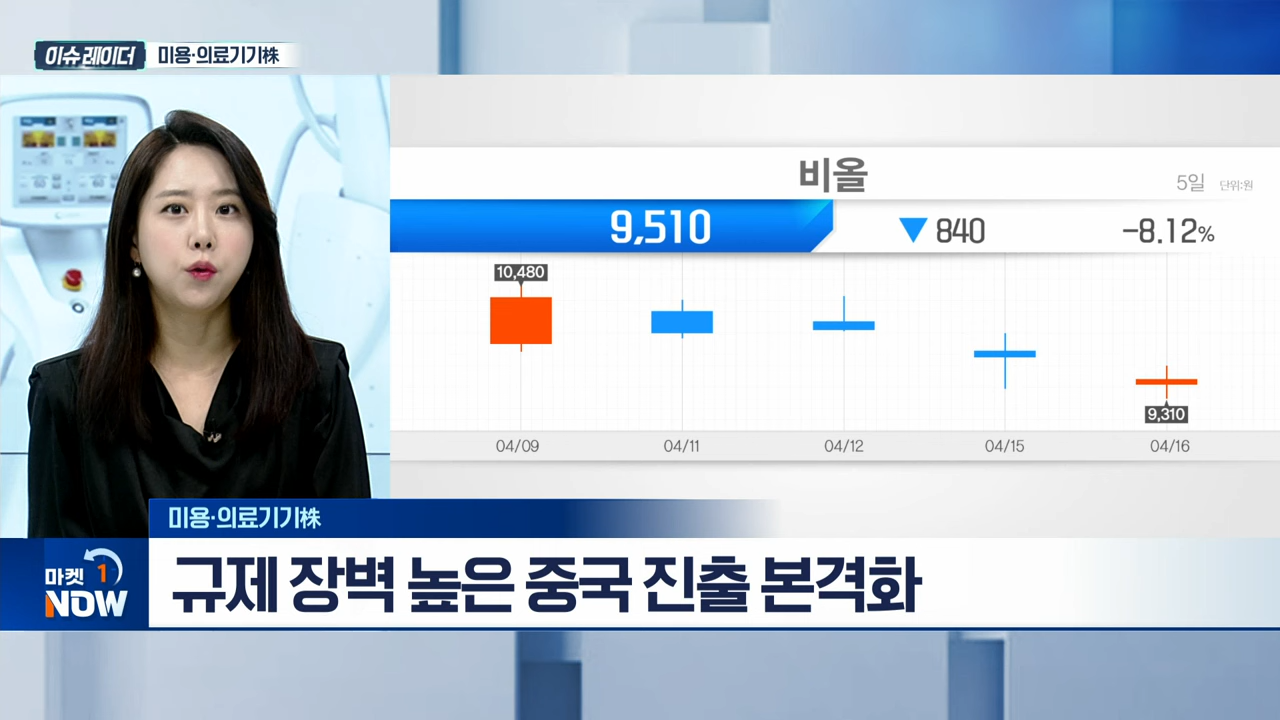 이슈레이더 미용·의료기기株
비올
5일 단위:원
9,510 ▼ 840 -8.12%
10,480
9,310
04/09 04/11 04/12 04/15 04/16
미용·의료기기株
마켓 1
NOW
규제 장벽 높은 중국 진출 본격화